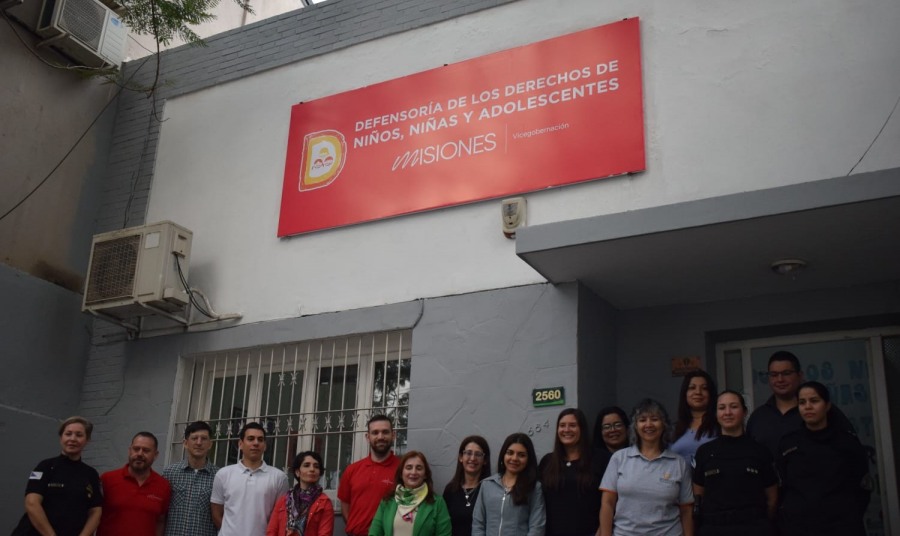 DEFENSORÍA DE LOS DERECHOS DE
NIÑOS, NIÑAS Y ADOLESCENTES
MISIONES
Vicegobernación
2560